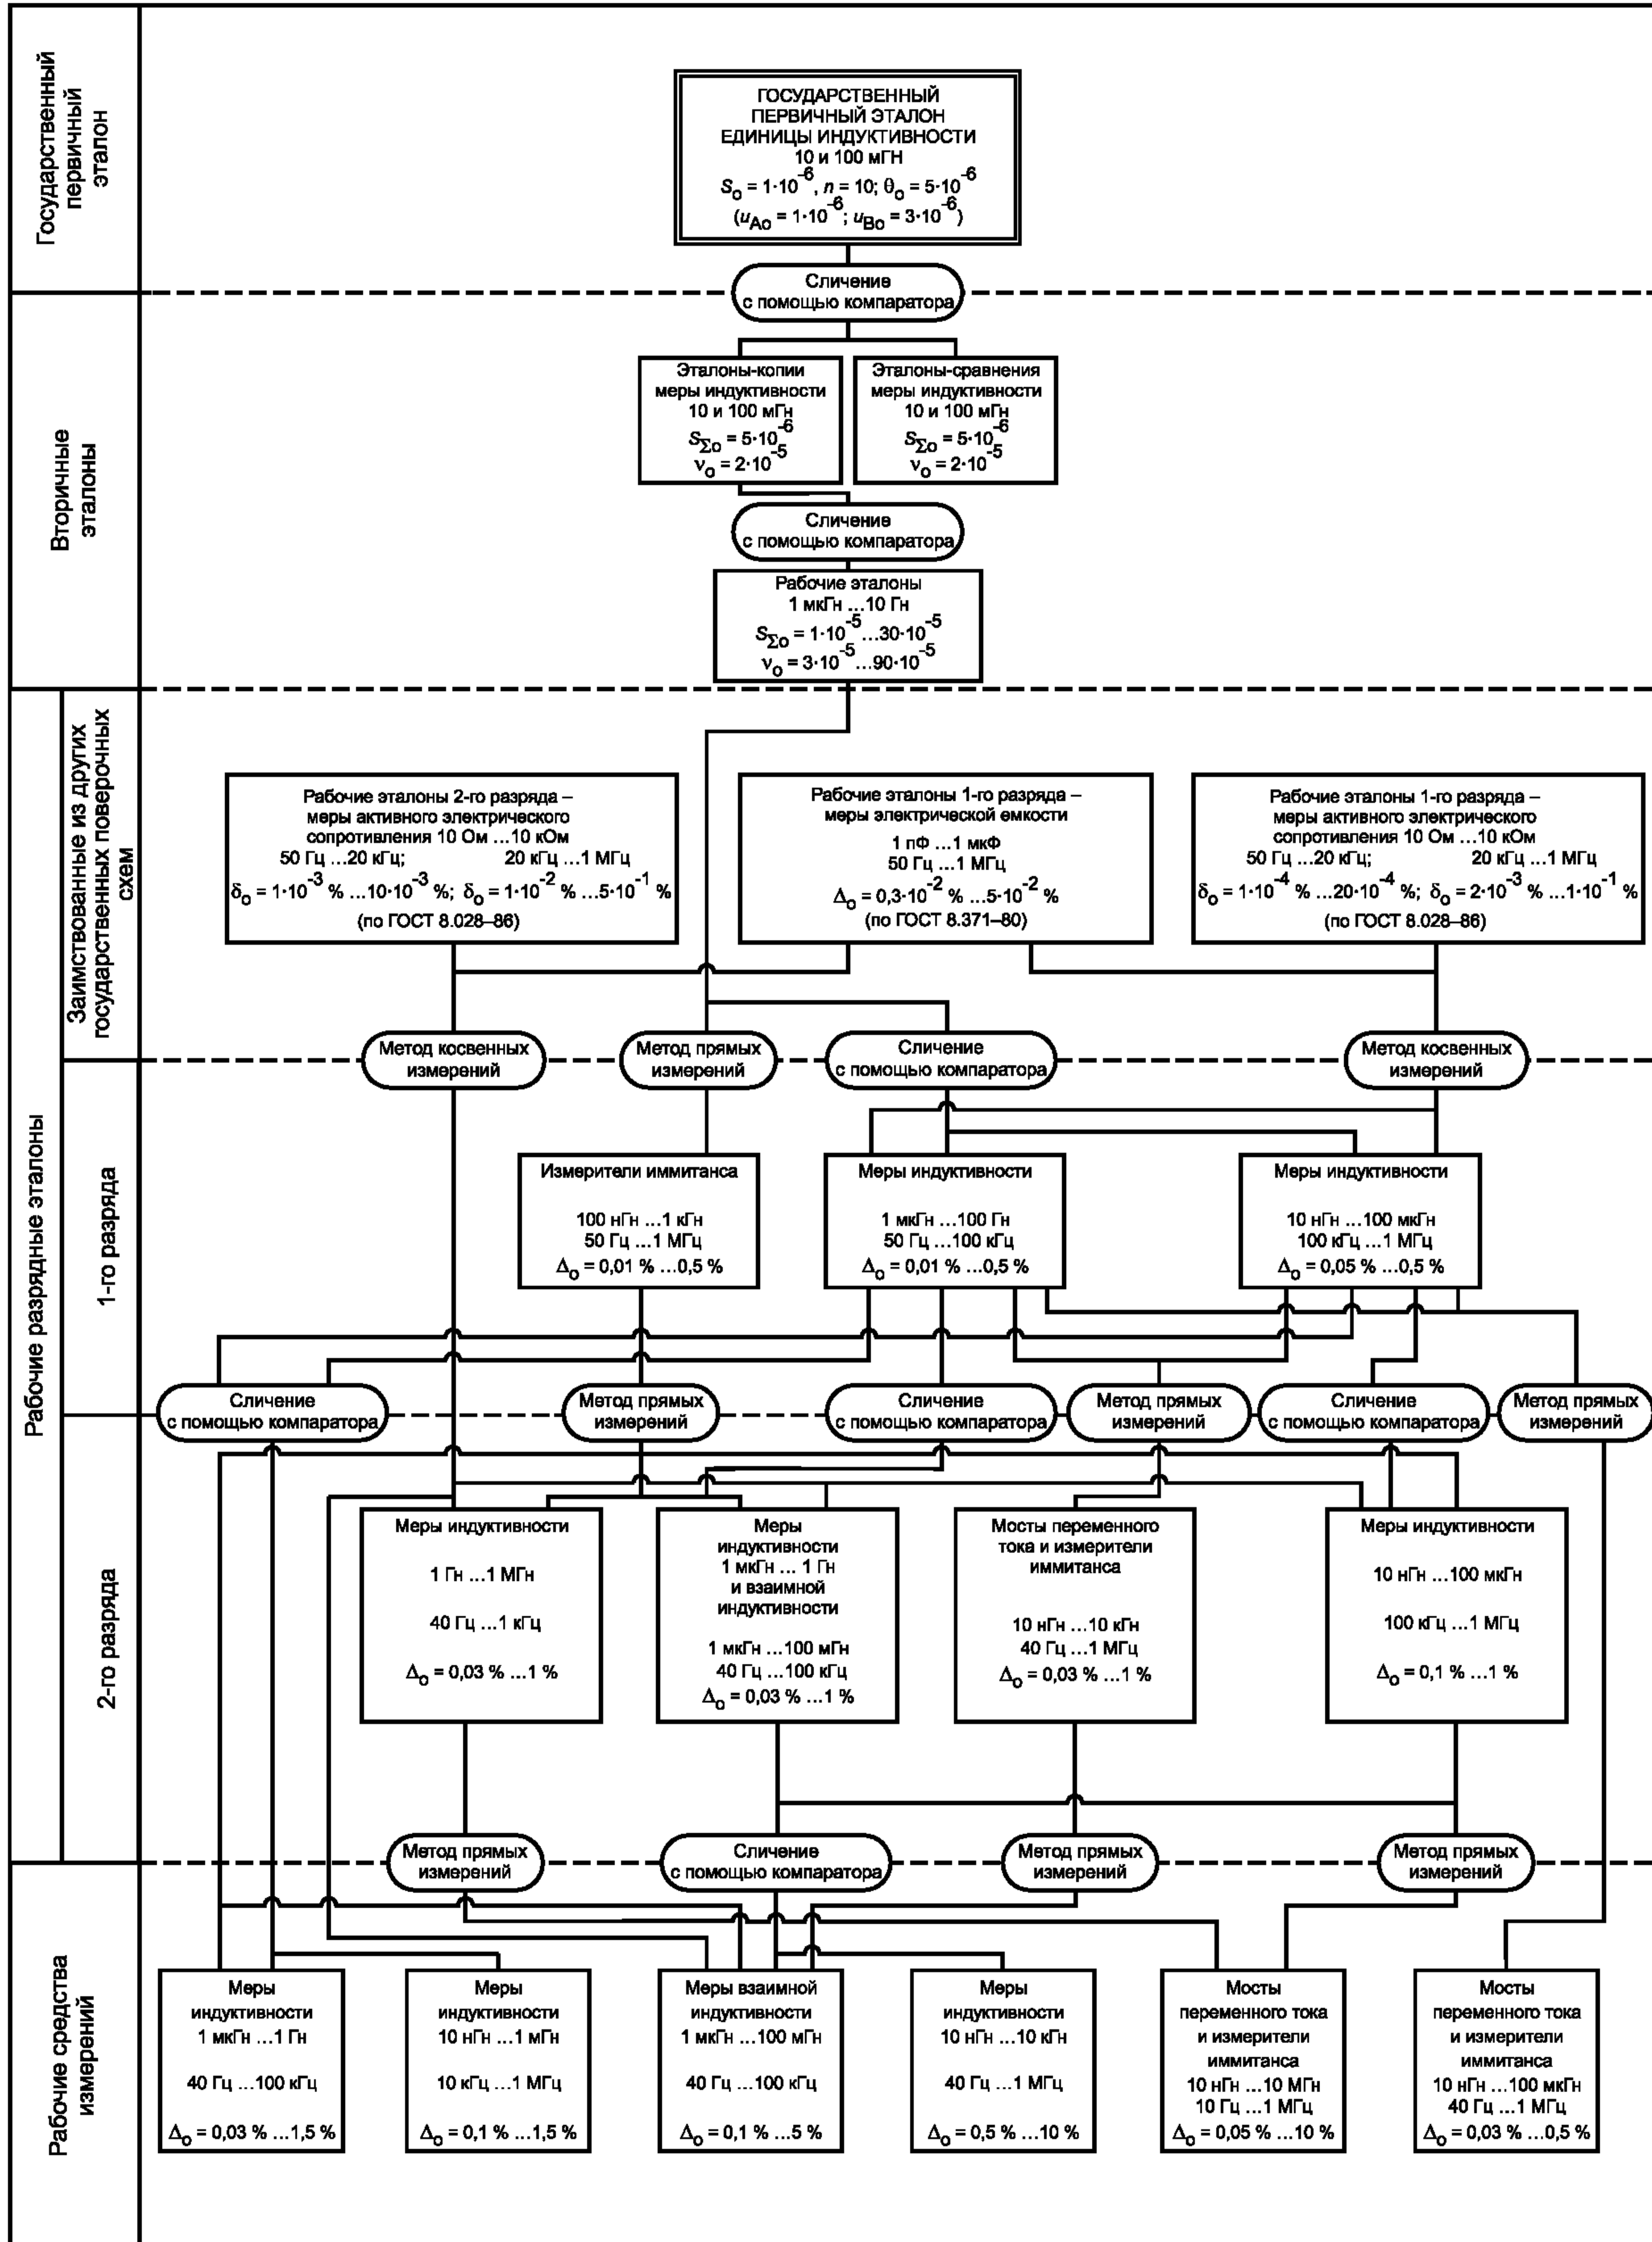 Государственный
первичный
эталон
ГОСУДАРСТВЕННЫЙ
ПЕРВИЧНЫЙ ЭТАЛОН
ЕДИНИЦЫ ИНДУКТИВНОСТИ
10 и 100 мГН
S₀ = 1·10⁻⁶, n = 10; θ₀ = 5·10⁻⁶
(u_A₀ = 1·10⁻⁶; u_B₀ = 3·10⁻⁶)
Сличение
с помощью компаратора
Вторичные
эталоны
Эталоны-копии
меры индуктивности
10 и 100 мГн
S_Σ₀ = 5·10⁻⁶
ν₀ = 2·10⁻⁵
Эталоны-сравнения
меры индуктивности
10 и 100 мГн
S_Σ₀ = 5·10⁻⁶
ν₀ = 2·10⁻⁵
Сличение
с помощью компаратора
Рабочие эталоны
1 мкГн ...10 Гн
S_Σ₀ = 1·10⁻⁵ ...30·10⁻⁵
ν₀ = 3·10⁻⁵ ...90·10⁻⁵
Рабочие разрядные эталоны
Заимствованные из других
государственных поверочных
схем
Рабочие эталоны 2-го разряда –
меры активного электрического
сопротивления 10 Ом ...10 кОм
50 Гц ...20 кГц; 20 кГц ...1 МГц
δ₀ = 1·10⁻³ % ...10·10⁻³ %; δ₀ = 1·10⁻² % ...5·10⁻¹ %
(по ГОСТ 8.028–86)
Рабочие эталоны 1-го разряда –
меры электрической емкости
1 пФ ...1 мкФ
50 Гц ...1 МГц
Δ₀ = 0,3·10⁻² % ...5·10⁻² %
(по ГОСТ 8.371–80)
Рабочие эталоны 1-го разряда –
меры активного электрического
сопротивления 10 Ом ...10 кОм
50 Гц ...20 кГц; 20 кГц ...1 МГц
δ₀ = 1·10⁻⁴ % ...20·10⁻⁴ %; δ₀ = 2·10⁻³ % ...1·10⁻¹ %
(по ГОСТ 8.028–86)
Метод косвенных
измерений
Метод прямых
измерений
Сличение
с помощью компаратора
Метод косвенных
измерений
1-го разряда
Измерители иммитанса
100 нГн ...1 кГн
50 Гц ...1 МГц
Δ₀ = 0,01 % ...0,5 %
Меры индуктивности
1 мкГн ...100 Гн
50 Гц ...100 кГц
Δ₀ = 0,01 % ...0,5 %
Меры индуктивности
10 нГн ...100 мкГн
100 кГц ...1 МГц
Δ₀ = 0,05 % ...0,5 %
Сличение
с помощью компаратора
Метод прямых
измерений
Сличение
с помощью компаратора
Метод прямых
измерений
Сличение
с помощью компаратора
Метод прямых
измерений
2-го разряда
Меры индуктивности
1 Гн ...1 МГн
40 Гц ...1 кГц
Δ₀ = 0,03 % ...1 %
Меры
индуктивности
1 мкГн ... 1 Гн
и взаимной
индуктивности
1 мкГн ...100 мГн
40 Гц ...100 кГц
Δ₀ = 0,03 % ...1 %
Мосты переменного
тока и измерители
иммитанса
10 нГн ...10 кГн
40 Гц ...1 МГц
Δ₀ = 0,03 % ...1 %
Меры индуктивности
10 нГн ...100 мкГн
100 кГц ...1 МГц
Δ₀ = 0,1 % ...1 %
Метод прямых
измерений
Сличение
с помощью компаратора
Метод прямых
измерений
Метод прямых
измерений
Рабочие средства
измерений
Меры
индуктивности
1 мкГн ...1 Гн
40 Гц ...100 кГц
Δ₀ = 0,03 % ...1,5 %
Меры
индуктивности
10 нГн ...1 мГн
10 кГц ...1 МГц
Δ₀ = 0,1 % ...1,5 %
Меры взаимной
индуктивности
1 мкГн ...100 мГн
40 Гц ...100 кГц
Δ₀ = 0,1 % ...5 %
Меры
индуктивности
10 нГн ...10 кГн
40 Гц ...1 МГц
Δ₀ = 0,5 % ...10 %
Мосты
переменного тока
и измерители
иммитанса
10 нГн ...10 МГн
10 Гц ...1 МГц
Δ₀ = 0,05 % ...10 %
Мосты
переменного тока
и измерители
иммитанса
10 нГн ...100 мкГн
40 Гц ...1 МГц
Δ₀ = 0,03 % ...0,5 %